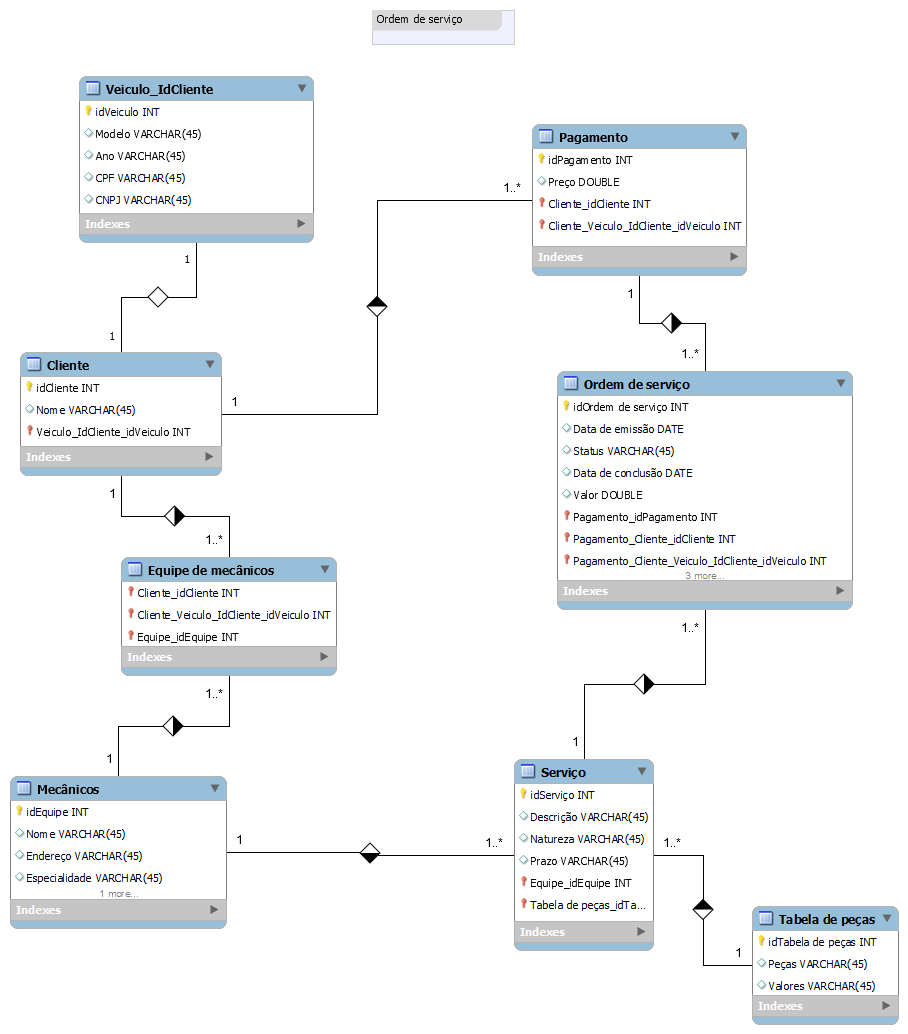 Ordem de serviço
Veiculo_IdCliente
idVeiculo INT
Modelo VARCHAR(45)
Ano VARCHAR(45)
CPF VARCHAR(45)
CNPJ VARCHAR(45)
Indexes
1
1
Pagamento
idPagamento INT
Preço DOUBLE
Cliente_idCliente INT
Cliente_Veiculo_IdCliente_idVeiculo INT
Indexes
1..*
1
1
1..*
Cliente
idCliente INT
Nome VARCHAR(45)
Veiculo_IdCliente_idVeiculo INT
Indexes
1
1..*
Ordem de serviço
idOrdem de serviço INT
Data de emissão DATE
Status VARCHAR(45)
Data de conclusão DATE
Valor DOUBLE
Pagamento_idPagamento INT
Pagamento_Cliente_idCliente INT
Pagamento_Cliente_Veiculo_IdCliente_idVeiculo INT
3 more...
Indexes
1..*
1
Equipe de mecânicos
Cliente_idCliente INT
Cliente_Veiculo_IdCliente_idVeiculo INT
Equipe_idEquipe INT
Indexes
1..*
1
Mecânicos
idEquipe INT
Nome VARCHAR(45)
Endereço VARCHAR(45)
Especialidade VARCHAR(45)
1 more...
Indexes
1
1..*
Serviço
idServiço INT
Descrição VARCHAR(45)
Natureza VARCHAR(45)
Prazo VARCHAR(45)
Equipe_idEquipe INT
Tabela de peças_idTa...
Indexes
1..*
1
Tabela de peças
idTabela de peças INT
Peças VARCHAR(45)
Valores VARCHAR(45)
Indexes